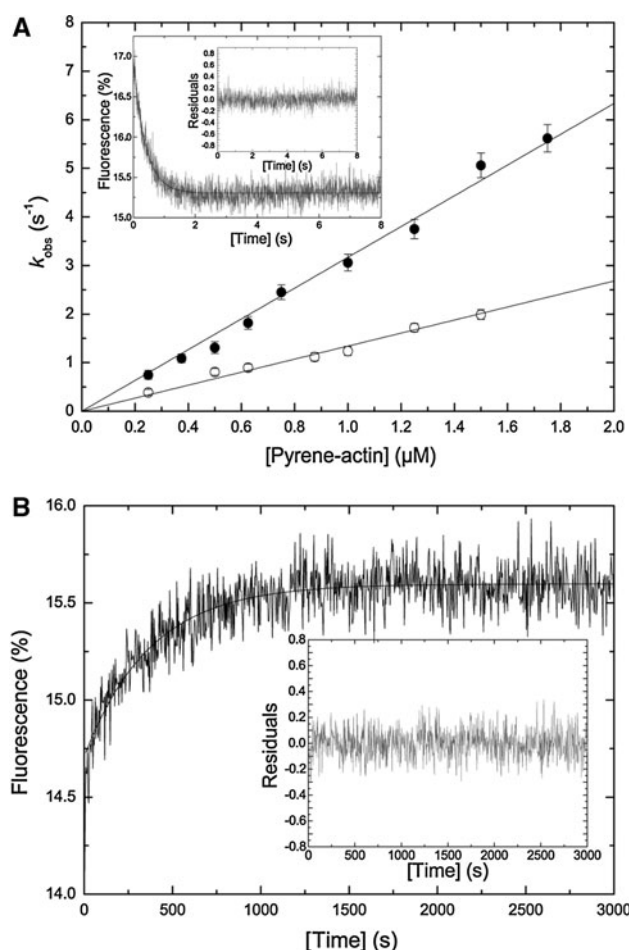 A
8
7
6
5
4
3
2
1
0
k_obs (s⁻¹)
0.0 0.2 0.4 0.6 0.8 1.0 1.2 1.4 1.6 1.8 2.0
[Pyrene-actin] (µM)
17.0
16.5
16.0
15.5
15.0
Fluorescence (%)
0 2 4 6 8
[Time] (s)
0.8
0.6
0.4
0.2
0.0
-0.2
-0.4
-0.6
-0.8
Residuals
0 2 4 6 8
[Time] (s)
B
16.0
15.5
15.0
14.5
14.0
Fluorescence (%)
0 500 1000 1500 2000 2500 3000
[Time] (s)
0.8
0.6
0.4
0.2
0.0
-0.2
-0.4
-0.6
-0.8
Residuals
0 500 1000 1500 2000 2500 3000
[Time] (s)